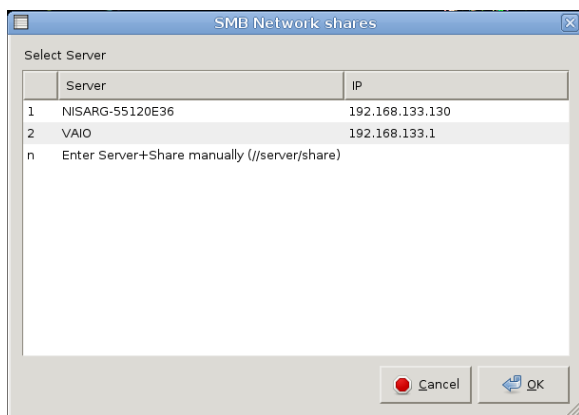 SMB Network shares
Select Server
Server IP
1 NISARG-55120E36 192.168.133.130
2 VAIO 192.168.133.1
n Enter Server+Share manually (//server/share)
Cancel OK